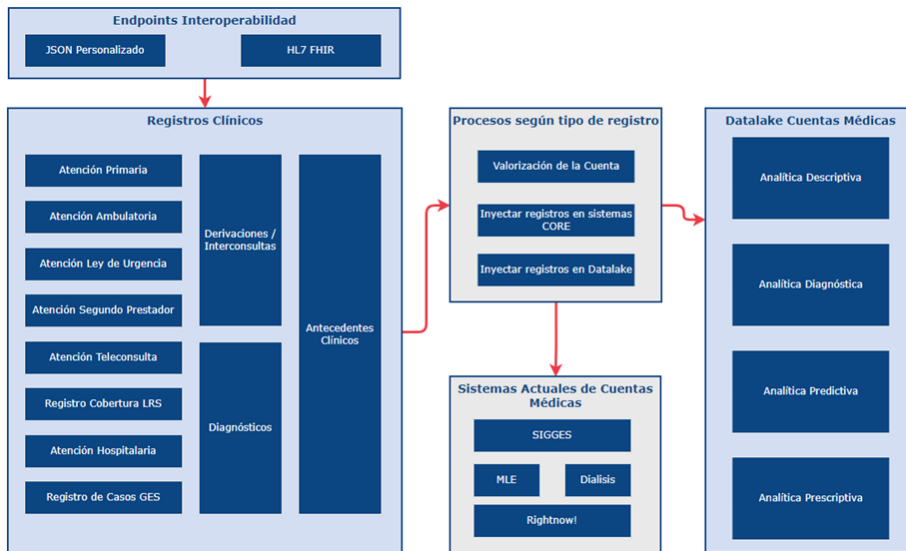 Endpoints Interoperabilidad
JSON Personalizado
HL7 FHIR
Registros Clínicos
Atención Primaria
Atención Ambulatoria
Atención Ley de Urgencia
Atención Segundo Prestador
Atención Teleconsulta
Registro Cobertura LRS
Atención Hospitalaria
Registro de Casos GES
Derivaciones /
Interconsultas
Diagnósticos
Antecedentes
Clínicos
Procesos según tipo de registro
Valorización de la Cuenta
Inyectar registros en sistemas
CORE
Inyectar registros en Datalake
Sistemas Actuales de Cuentas
Médicas
SIGGES
MLE
Dialisis
Rightnow!
Datalake Cuentas Médicas
Analítica Descriptiva
Analítica Diagnóstica
Analítica Predictiva
Analítica Prescriptiva